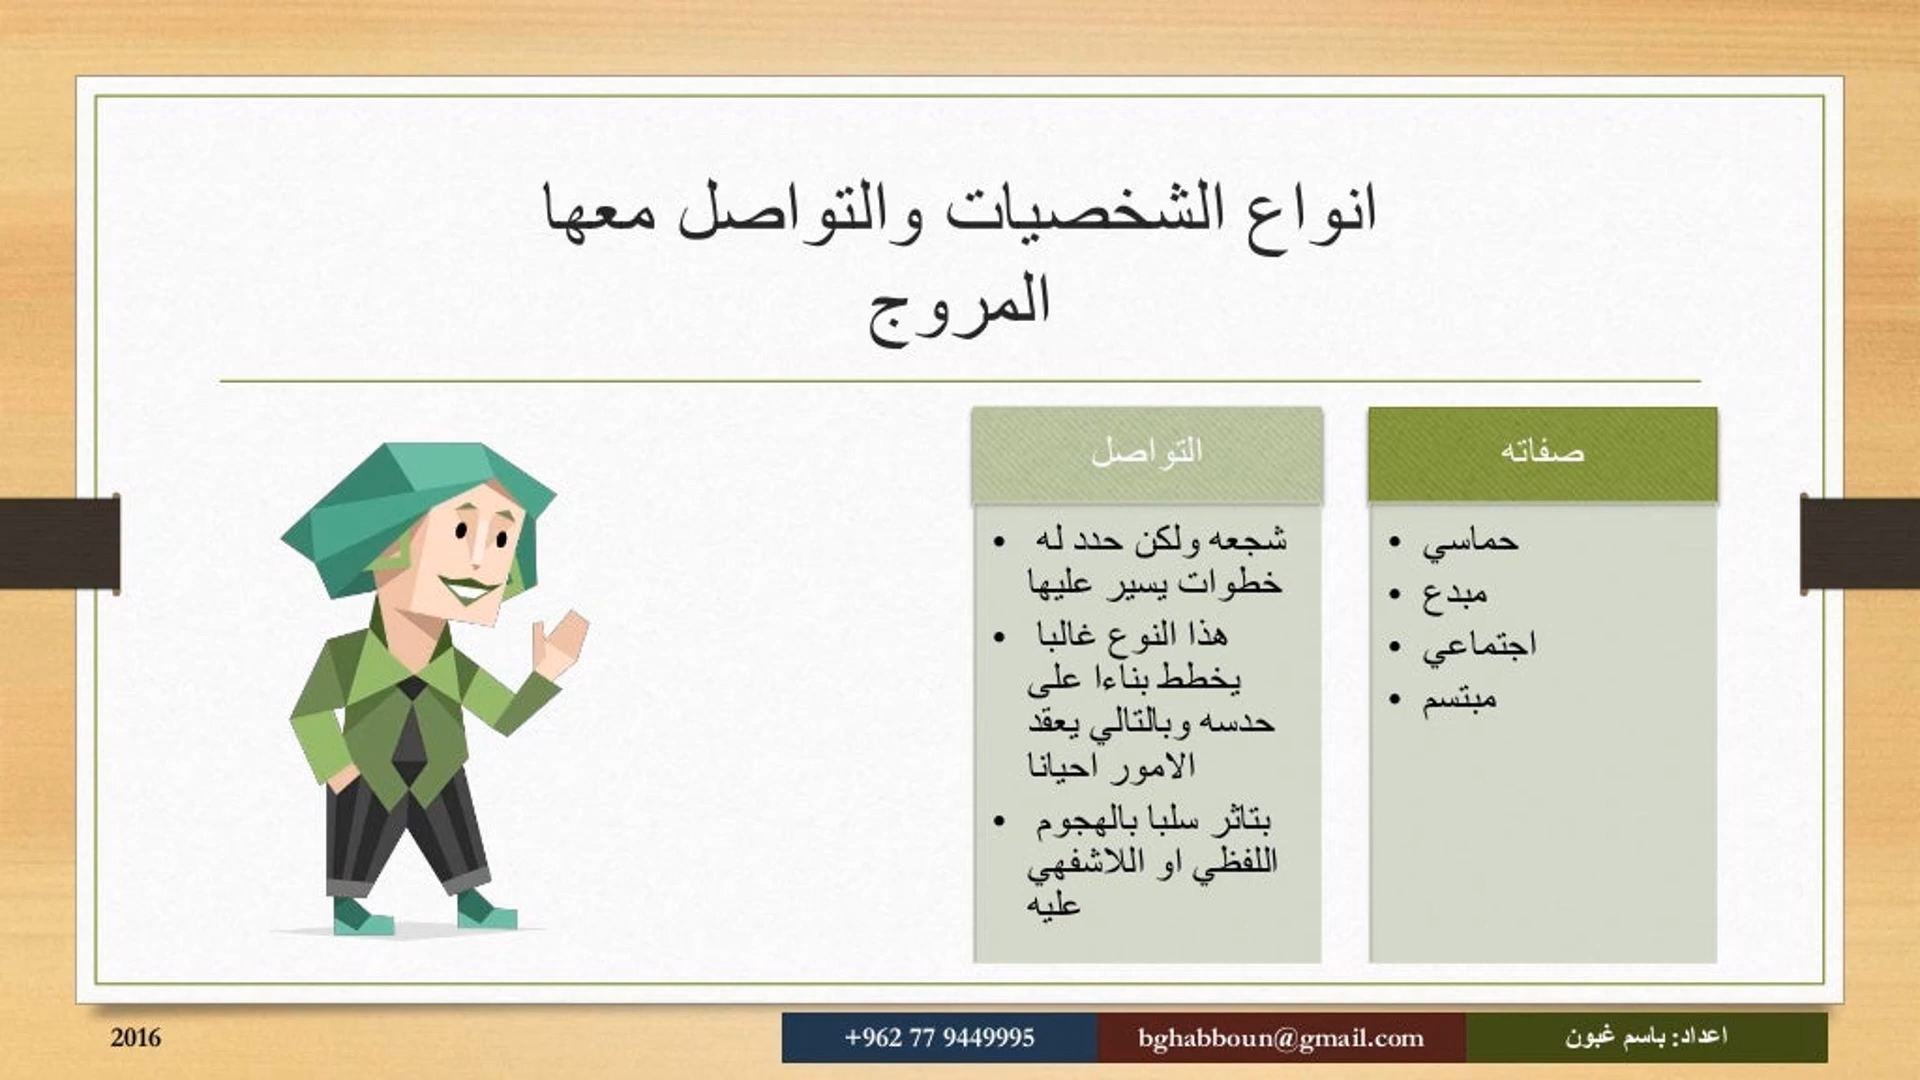 انواع الشخصيات والتواصل معها
المروج
صفاته
• حماسي
• مبدع
• اجتماعي
• مبتسم
التواصل
• شجعه ولكن حدد له
خطوات يسير عليها
• هذا النوع غالبا
يخطط بناءا على
حدسه وبالتالي يعقد
الامور احيانا
• بتاثر سلبا بالهجوم
اللفظي او اللاشفهي
عليه
اعداد: باسم غبون
bghabboun@gmail.com
+962 77 9449995
2016